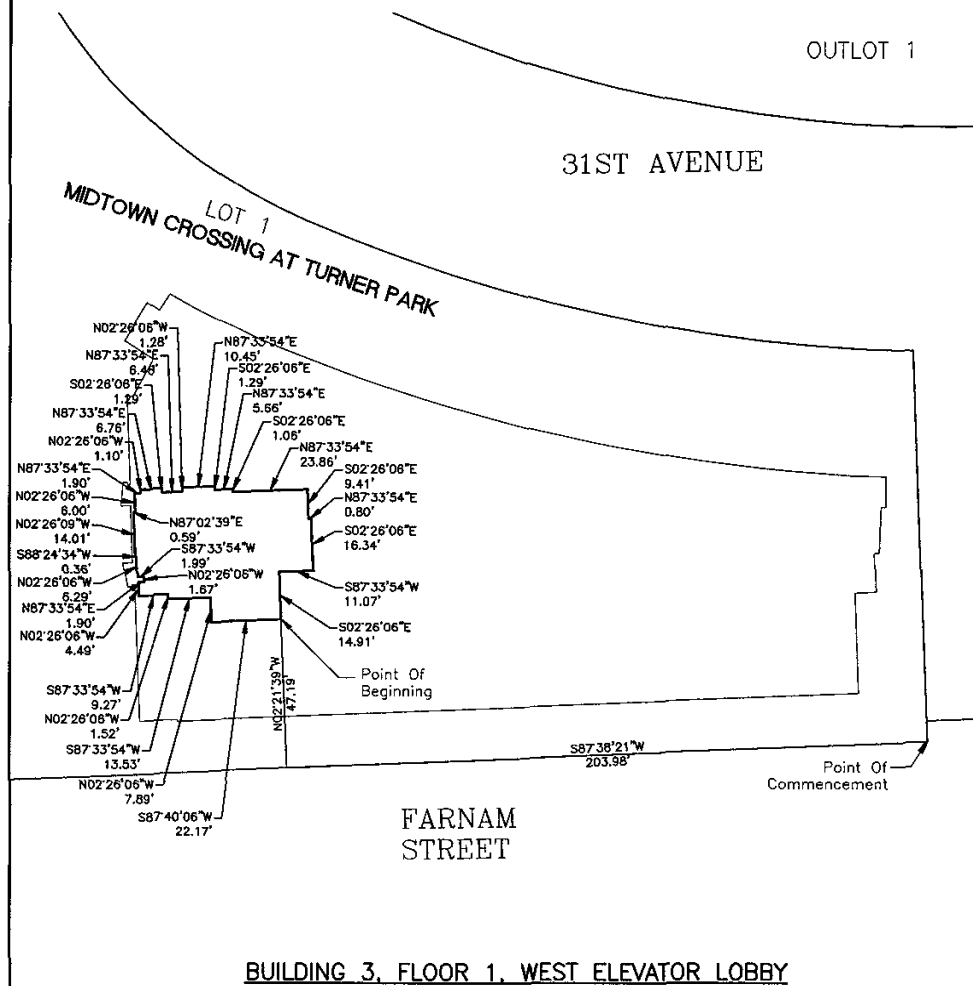 OUTLOT 1
31ST AVENUE
LOT 1
MIDTOWN CROSSING AT TURNER PARK
N02°26'06"W
1.28'
N87°33'54"E
6.46'
S02°26'06"E
1.29'
N87°33'54"E
6.76'
N02°26'06"W
1.10'
N87°33'54"E
1.90'
N02°26'06"W
6.00'
N02°26'09"W
14.01'
S88°24'34"W
0.36'
N02°26'06"W
6.29'
N87°33'54"E
1.90'
N02°26'06"W
4.49'
N87°33'54"E
10.45'
S02°26'06"E
1.29'
N87°33'54"E
5.66'
S02°26'06"E
1.06'
N87°33'54"E
23.86'
S02°26'06"E
9.41'
N87°33'54"E
0.80'
S02°26'06"E
16.34'
S87°33'54"W
11.07'
S02°26'06"E
14.91'
N87°02'39"E
0.59'
S87°33'54"W
1.99'
N02°26'06"W
1.67'
Point Of
Beginning
N02°21'39"W
47.19'
S87°33'54"W
9.27'
N02°26'06"W
1.52'
S87°33'54"W
13.53'
N02°26'06"W
7.89'
S87°40'06"W
22.17'
S87°38'21"W
203.98'
Point Of
Commencement
FARNAM
STREET
BUILDING 3, FLOOR 1, WEST ELEVATOR LOBBY